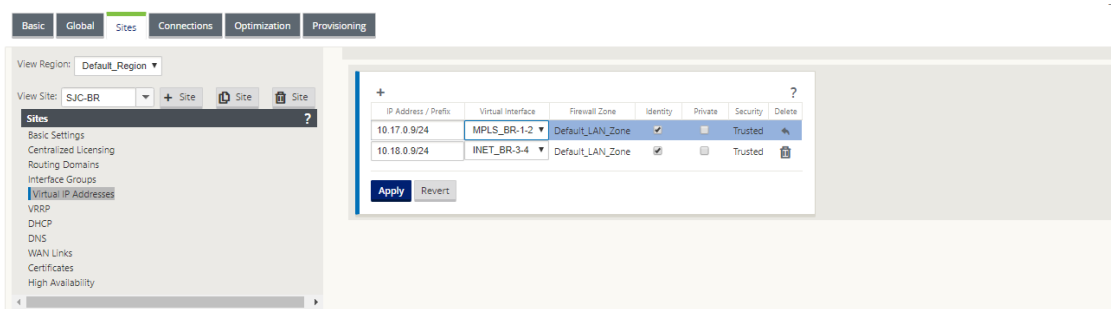 Basic Global Sites Connections Optimization Provisioning
View Region: Default_Region
View Site: SJC-BR + Site Site Site
Sites ?
Basic Settings
Centralized Licensing
Routing Domains
Interface Groups
Virtual IP Addresses
VRRP
DHCP
DNS
WAN Links
Certificates
High Availability
+ ?
IP Address / Prefix Virtual Interface Firewall Zone Identity Private Security Delete
10.17.0.9/24 MPLS_BR-1-2 Default_LAN_Zone Trusted
10.18.0.9/24 INET_BR-3-4 Default_LAN_Zone Trusted
Apply Revert